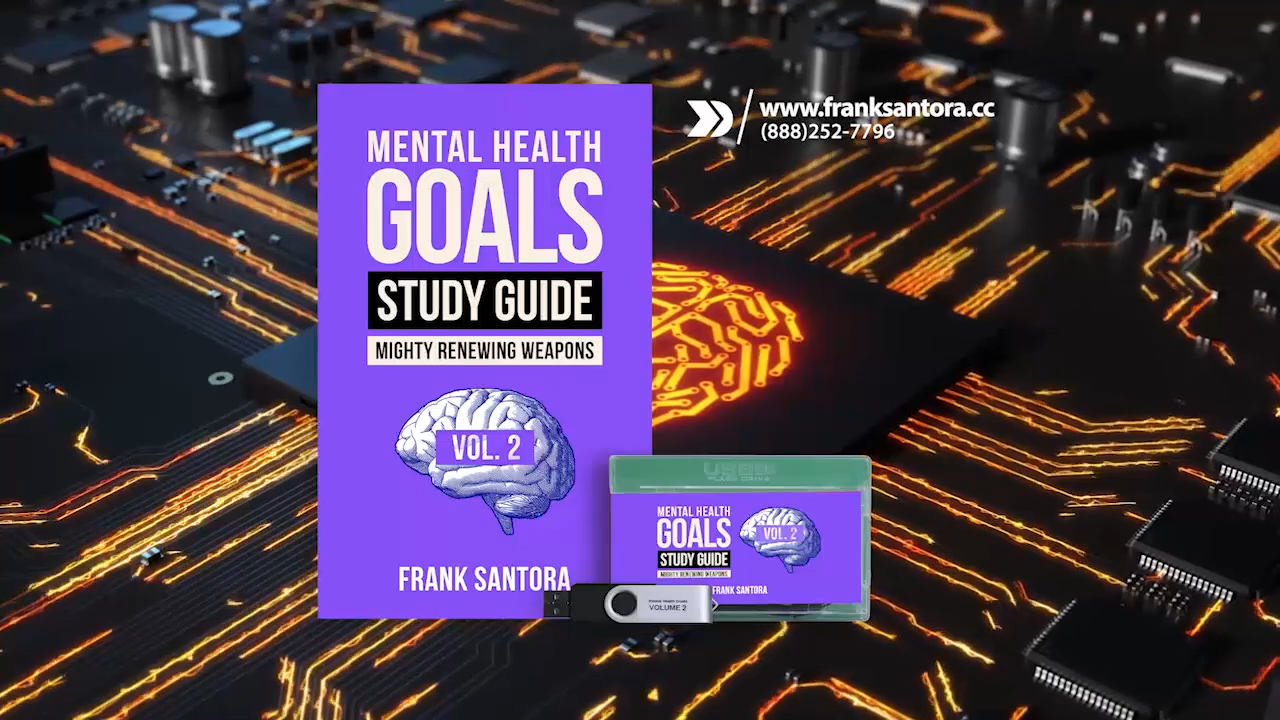 www.franksantora.cc
(888)252-7796
MENTAL HEALTH
GOALS
STUDY GUIDE
MIGHTY RENEWING WEAPONS
VOL. 2
FRANK SANTORA
USB
MENTAL HEALTH
GOALS
VOL. 2
STUDY GUIDE
MIGHTY RENEWING WEAPONS
FRANK SANTORA
VOLUME 2